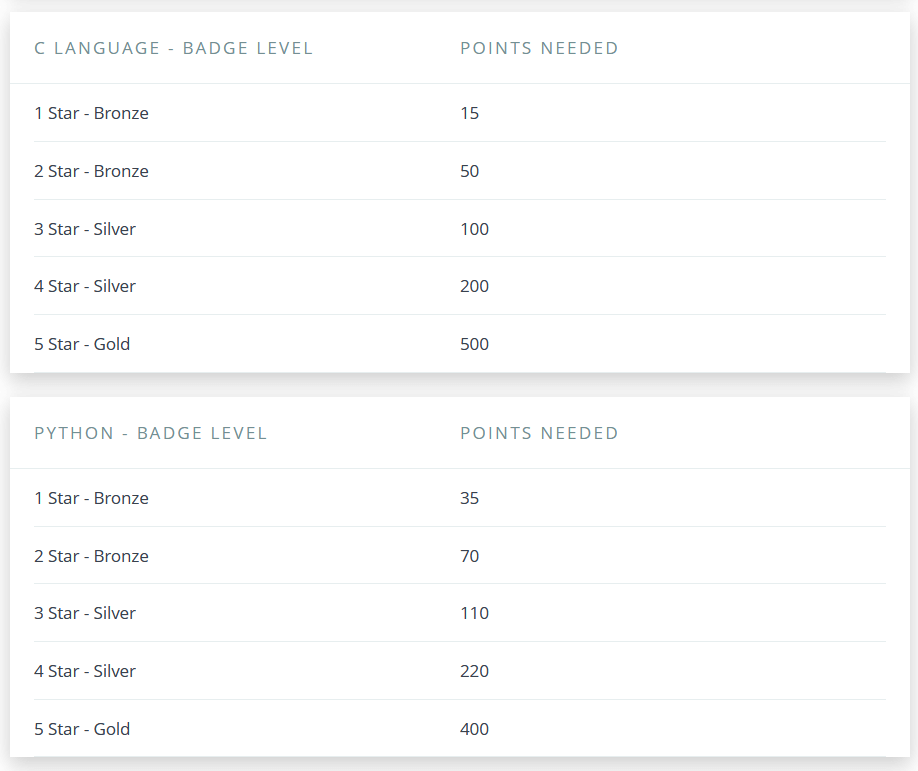 C LANGUAGE - BADGE LEVEL POINTS NEEDED
1 Star - Bronze 15
2 Star - Bronze 50
3 Star - Silver 100
4 Star - Silver 200
5 Star - Gold 500
PYTHON - BADGE LEVEL POINTS NEEDED
1 Star - Bronze 35
2 Star - Bronze 70
3 Star - Silver 110
4 Star - Silver 220
5 Star - Gold 400